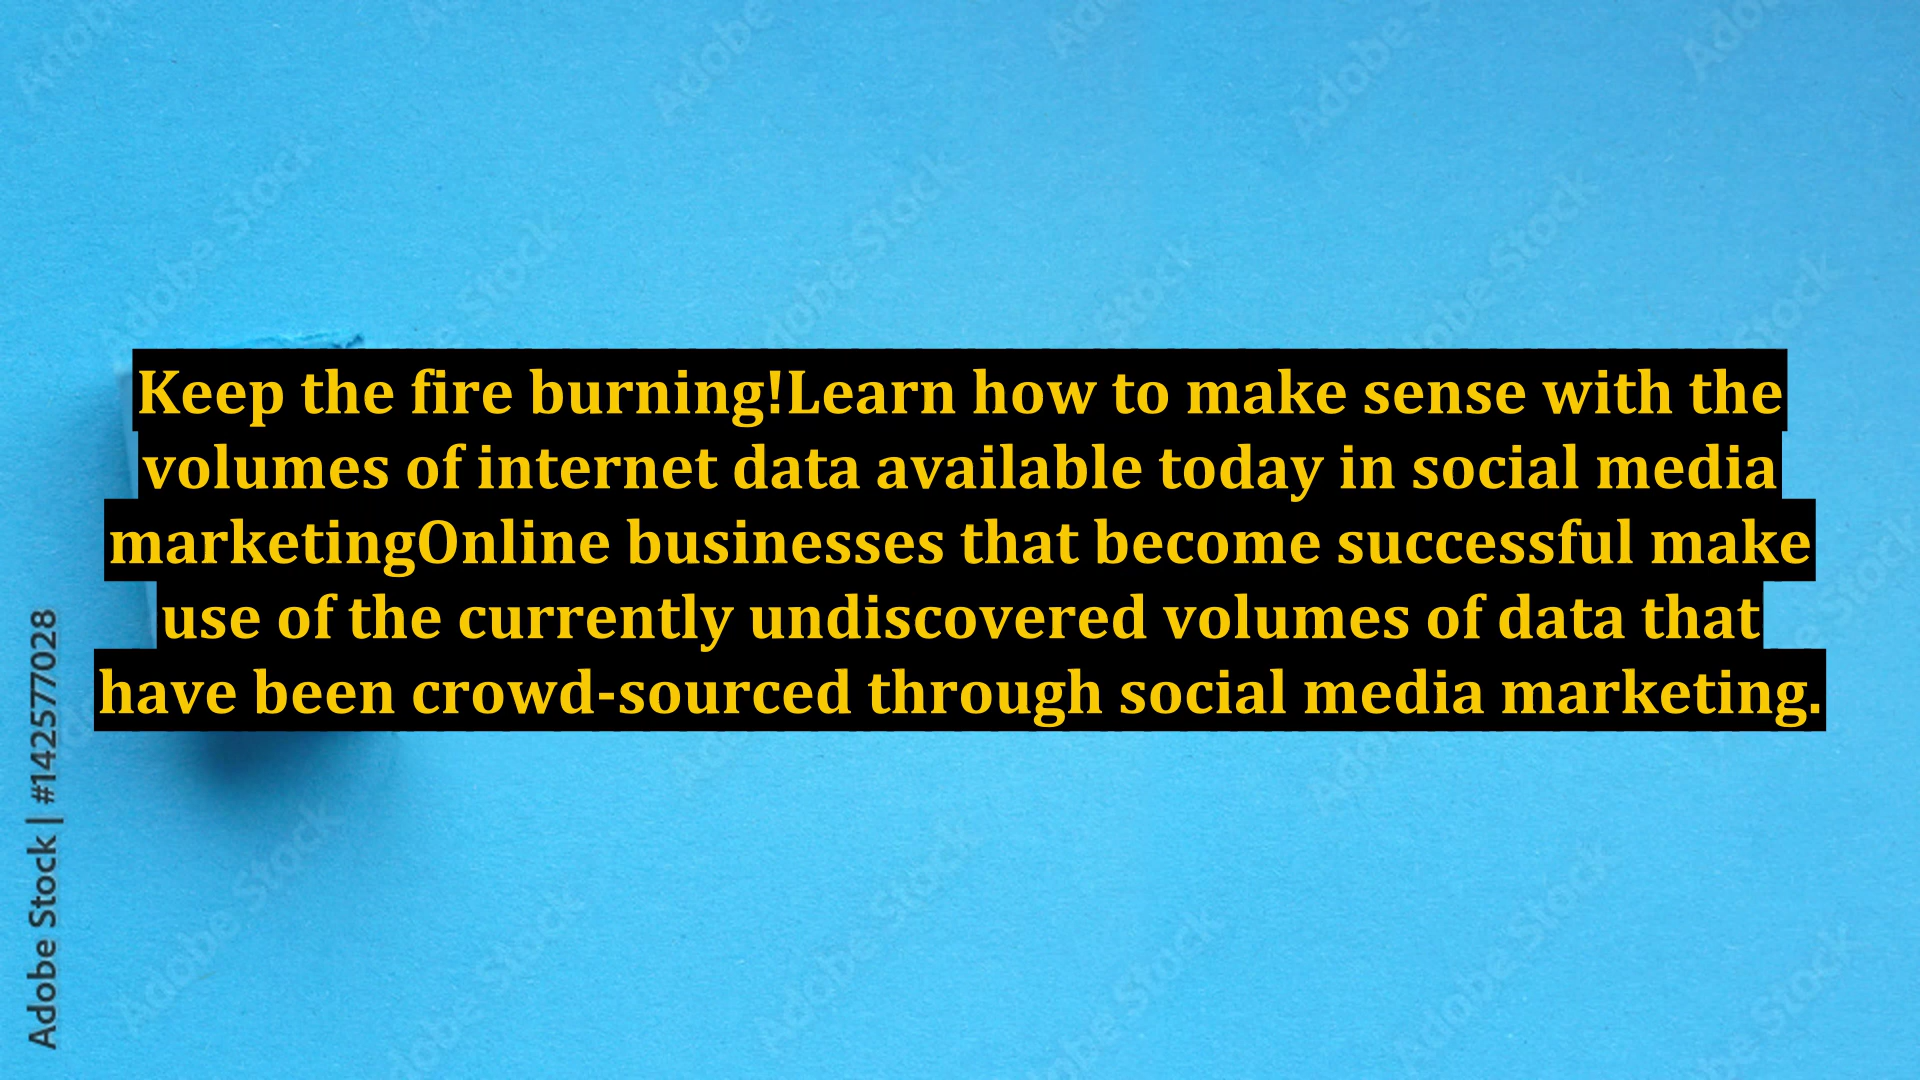 Keep the fire burning!Learn how to make sense with the
volumes of internet data available today in social media
marketingOnline businesses that become successful make
use of the currently undiscovered volumes of data that
have been crowd-sourced through social media marketing.
Adobe Stock | #142577028